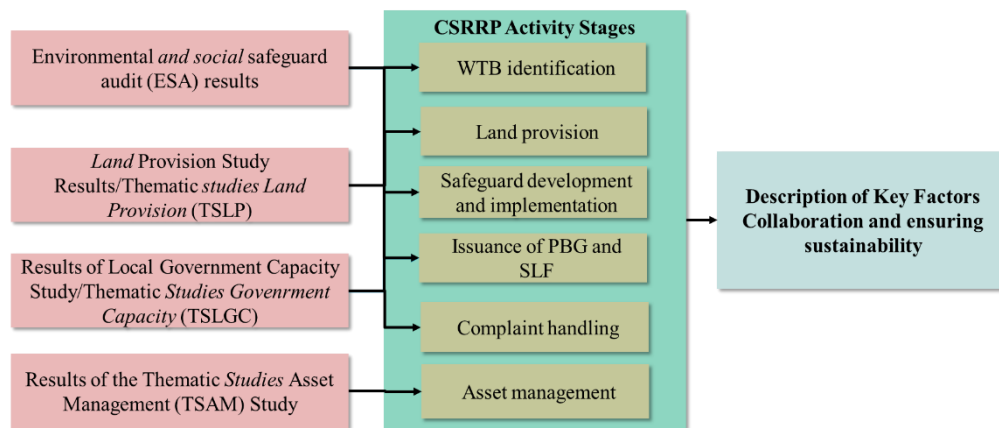 Environmental and social safeguard
audit (ESA) results
Land Provision Study
Results/Thematic studies Land
Provision (TSLP)
Results of Local Government Capacity
Study/Thematic Studies Govenrment
Capacity (TSLGC)
Results of the Thematic Studies Asset
Management (TSAM) Study
CSRRP Activity Stages
WTB identification
Land provision
Safeguard development
and implementation
Issuance of PBG and
SLF
Complaint handling
Asset management
Description of Key Factors
Collaboration and ensuring
sustainability